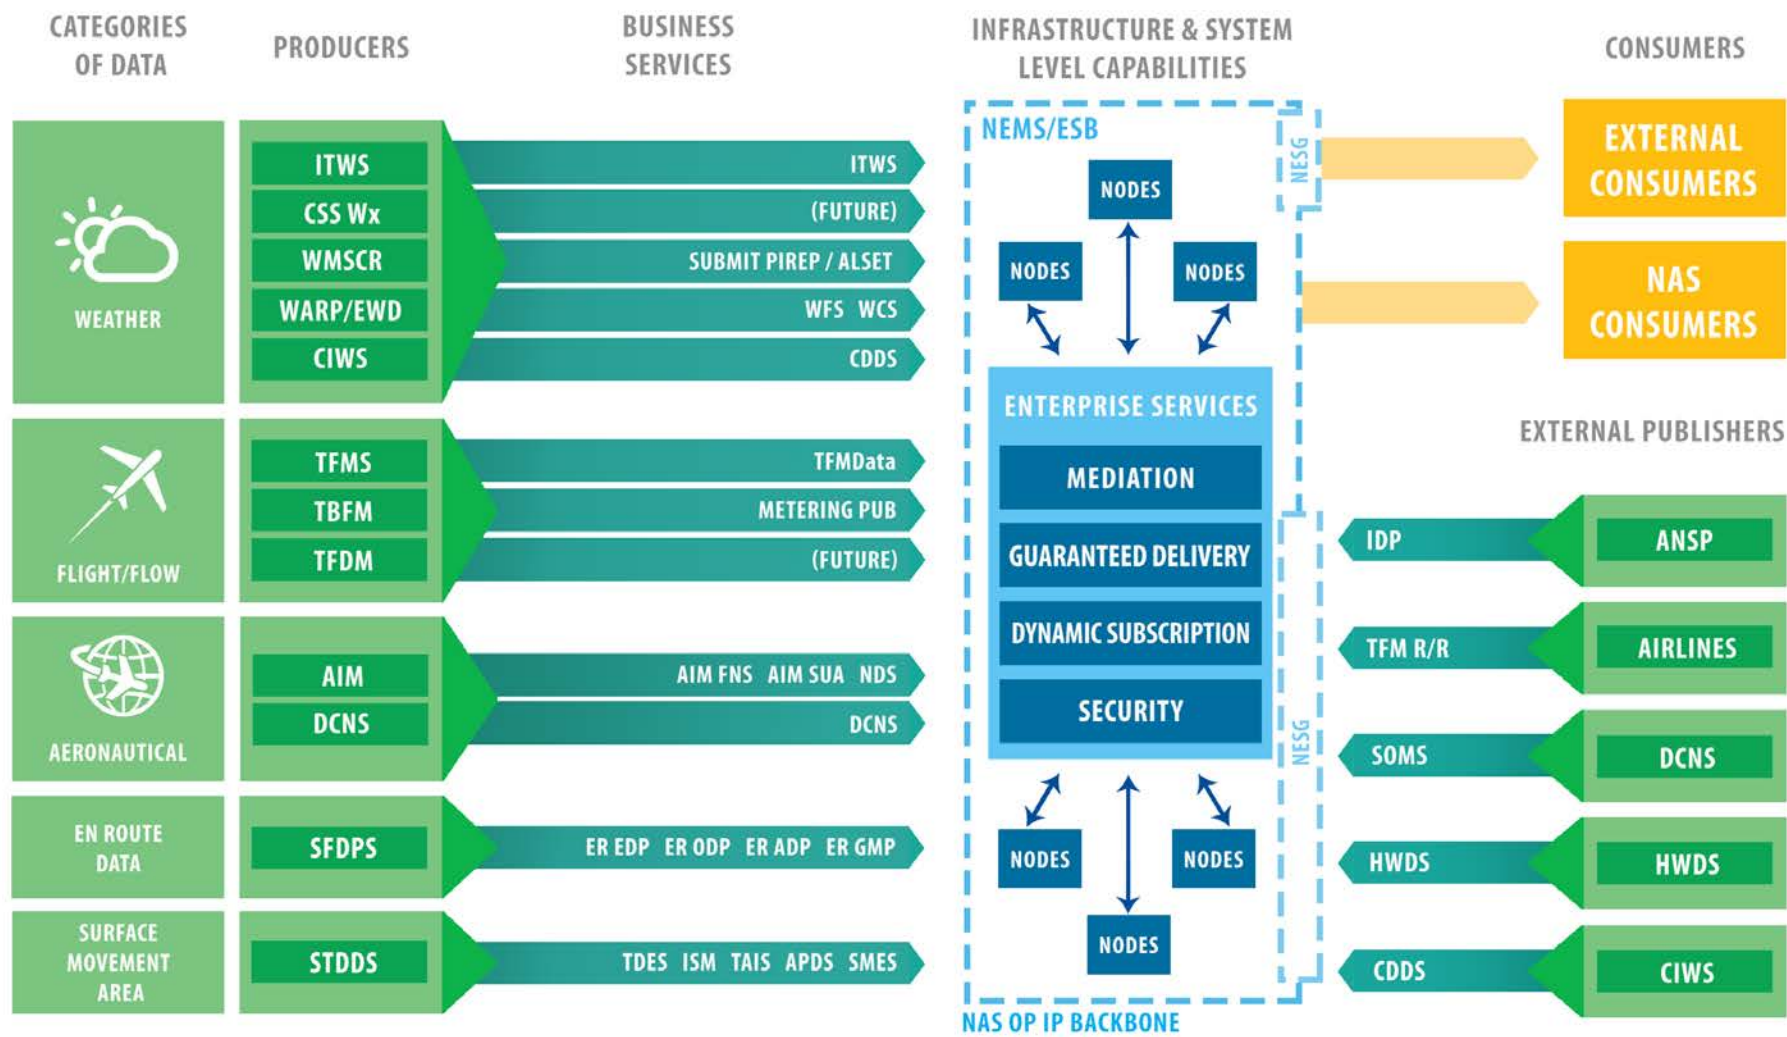 CATEGORIES
OF DATA
PRODUCERS
BUSINESS
SERVICES
INFRASTRUCTURE & SYSTEM
LEVEL CAPABILITIES
CONSUMERS
WEATHER
ITWS
CSS Wx
WMSCR
WARP/EWD
CIWS
ITWS
(FUTURE)
SUBMIT PIREP / ALSET
WFS WCS
CDDS
FLIGHT/FLOW
TFMS
TBFM
TFDM
TFMData
METERING PUB
(FUTURE)
AERONAUTICAL
AIM
DCNS
AIM FNS AIM SUA NDS
DCNS
EN ROUTE
DATA
SFDPS
ER EDP ER ODP ER ADP ER GMP
SURFACE
MOVEMENT
AREA
STDDS
TDES ISM TAIS APDS SMES
NEMS/ESB
NESG
NODES
NODES
NODES
ENTERPRISE SERVICES
MEDIATION
GUARANTEED DELIVERY
DYNAMIC SUBSCRIPTION
SECURITY
NESG
NODES
NODES
NODES
NAS OP IP BACKBONE
EXTERNAL
CONSUMERS
NAS
CONSUMERS
EXTERNAL PUBLISHERS
IDP
ANSP
TFM R/R
AIRLINES
SOMS
DCNS
HWDS
HWDS
CDDS
CIWS